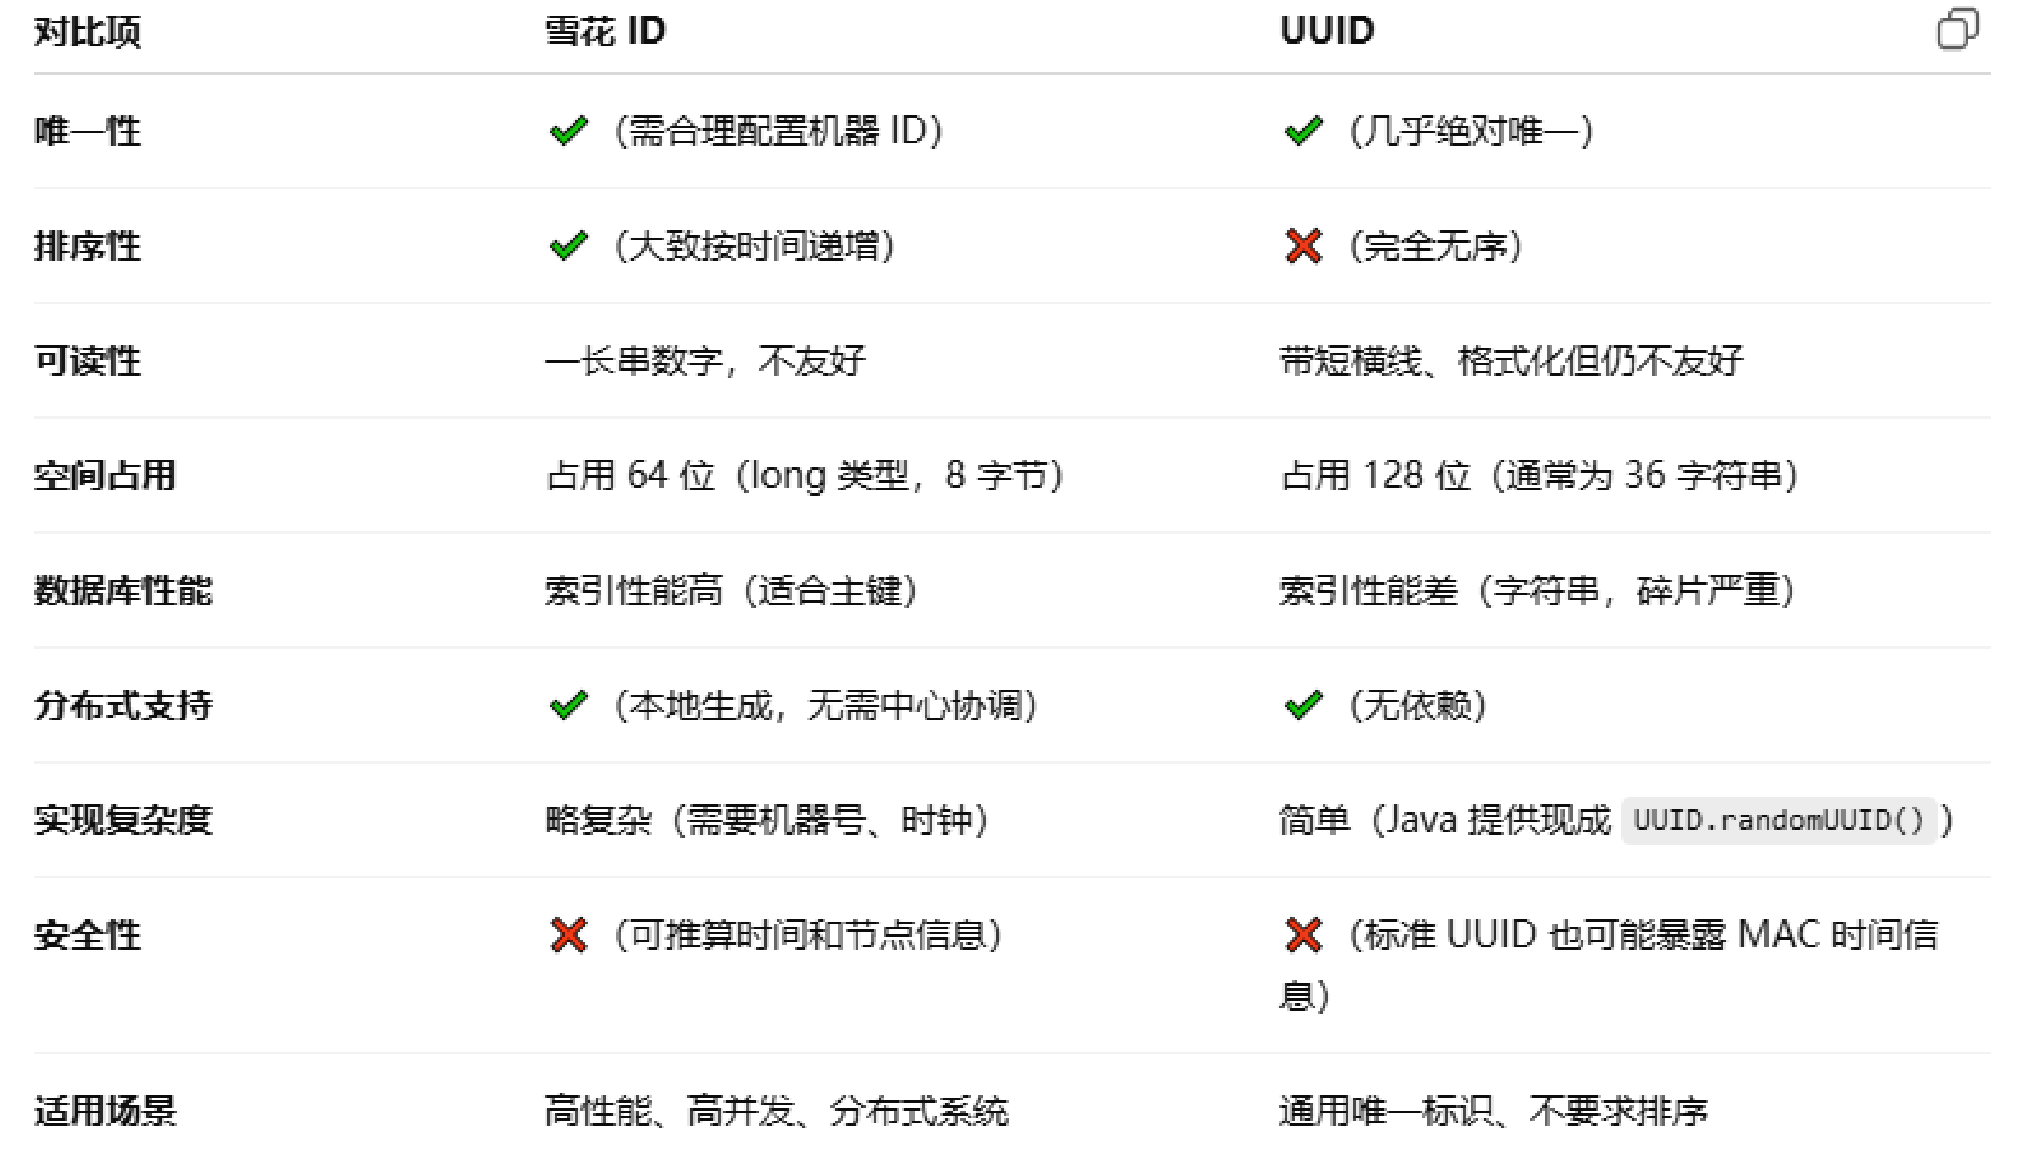 对比项 雪花 ID UUID
唯一性 ✔ （需合理配置机器 ID） ✔ （几乎绝对唯一）
排序性 ✔ （大致按时间递增） ❌ （完全无序）
可读性 一长串数字，不友好 带短横线、格式化但仍不友好
空间占用 占用 64 位（long 类型，8 字节） 占用 128 位（通常为 36 字符串）
数据库性能 索引性能高（适合主键） 索引性能差（字符串，碎片严重）
分布式支持 ✔ （本地生成，无需中心协调） ✔ （无依赖）
实现复杂度 略复杂（需要机器号、时钟） 简单（Java 提供现成 UUID.randomUUID() ）
安全性 ❌ （可推算时间和节点信息） ❌ （标准 UUID 也可能暴露 MAC 时间信
息）
适用场景 高性能、高并发、分布式系统 通用唯一标识、不要求排序